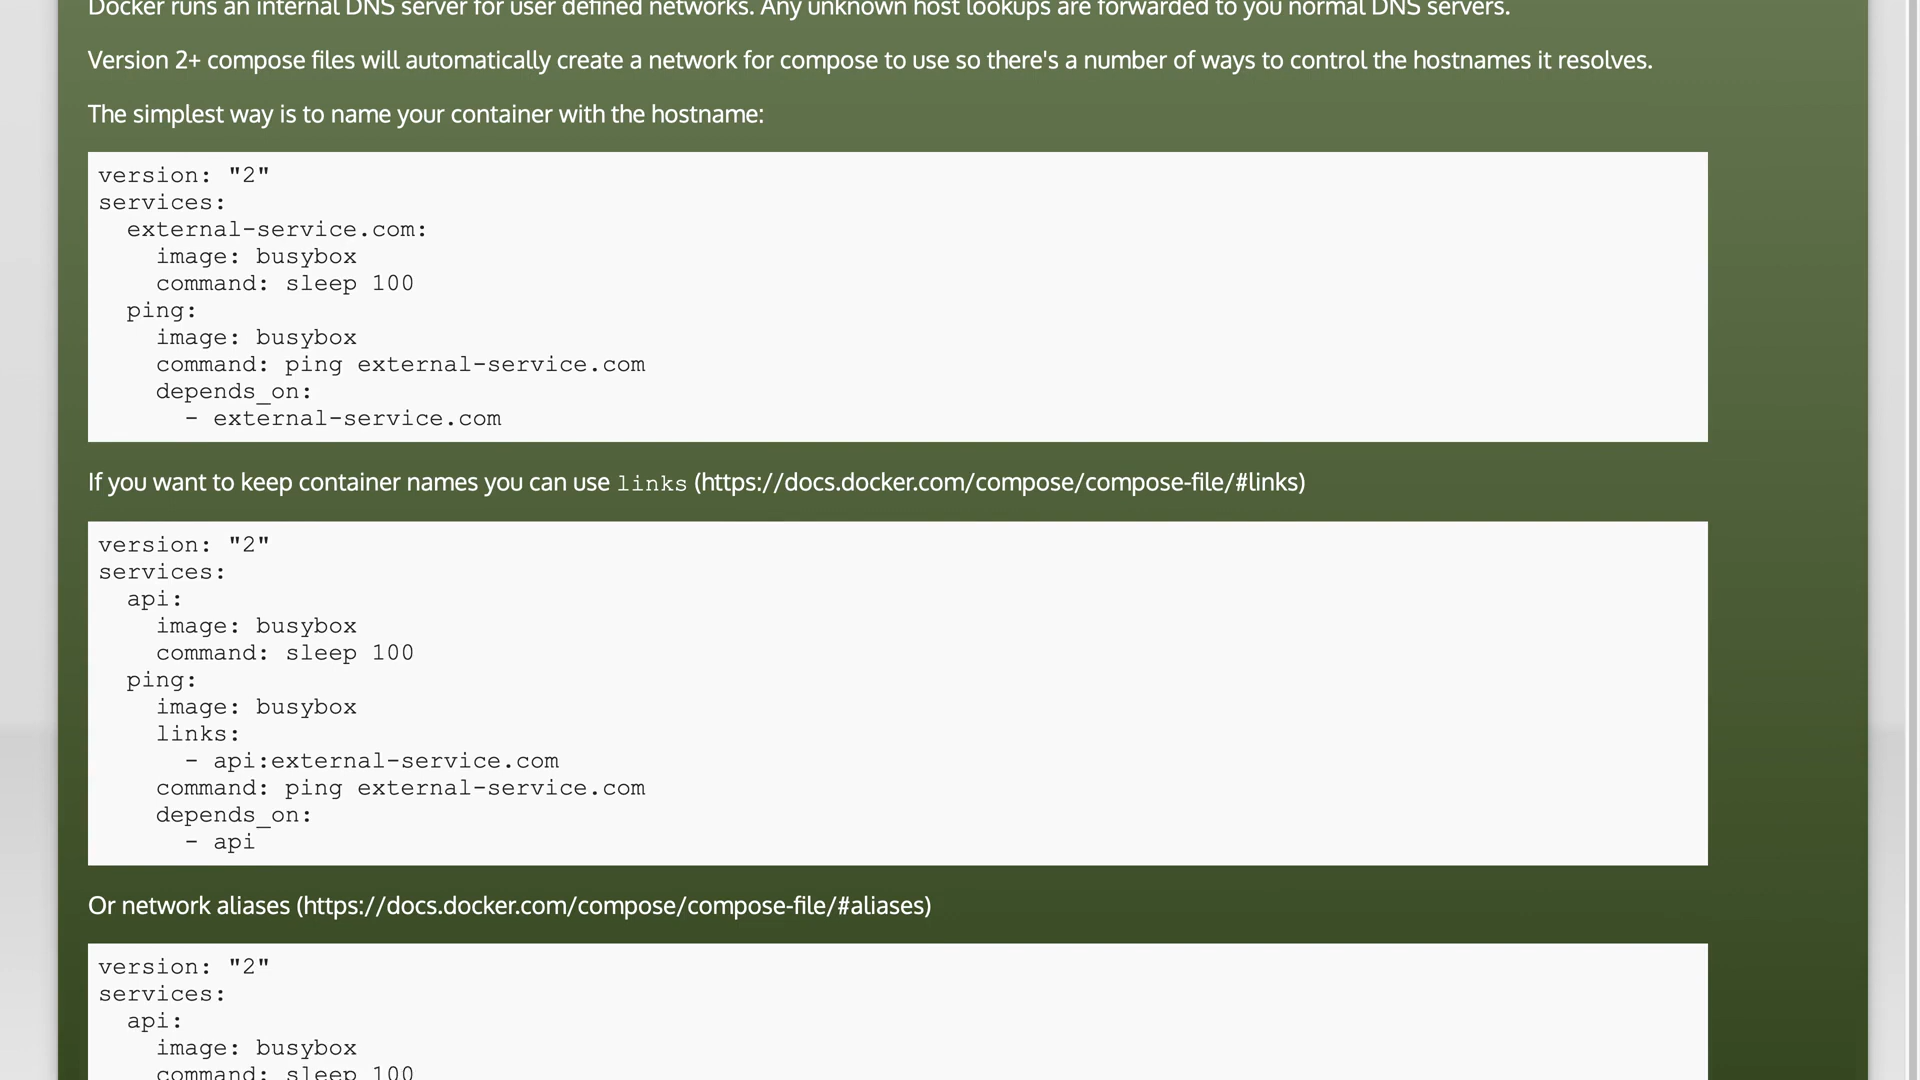 Docker runs an internal DNS server for user defined networks. Any unknown host lookups are forwarded to you normal DNS servers.
Version 2+ compose files will automatically create a network for compose to use so there's a number of ways to control the hostnames it resolves.
The simplest way is to name your container with the hostname:
version: "2"
services:
  external-service.com:
    image: busybox
    command: sleep 100
  ping:
    image: busybox
    command: ping external-service.com
    depends_on:
      - external-service.com
If you want to keep container names you can use links (https://docs.docker.com/compose/compose-file/#links)
version: "2"
services:
  api:
    image: busybox
    command: sleep 100
  ping:
    image: busybox
    links:
      - api:external-service.com
    command: ping external-service.com
    depends_on:
      - api
Or network aliases (https://docs.docker.com/compose/compose-file/#aliases)
version: "2"
services:
  api:
    image: busybox
    command: sleep 100